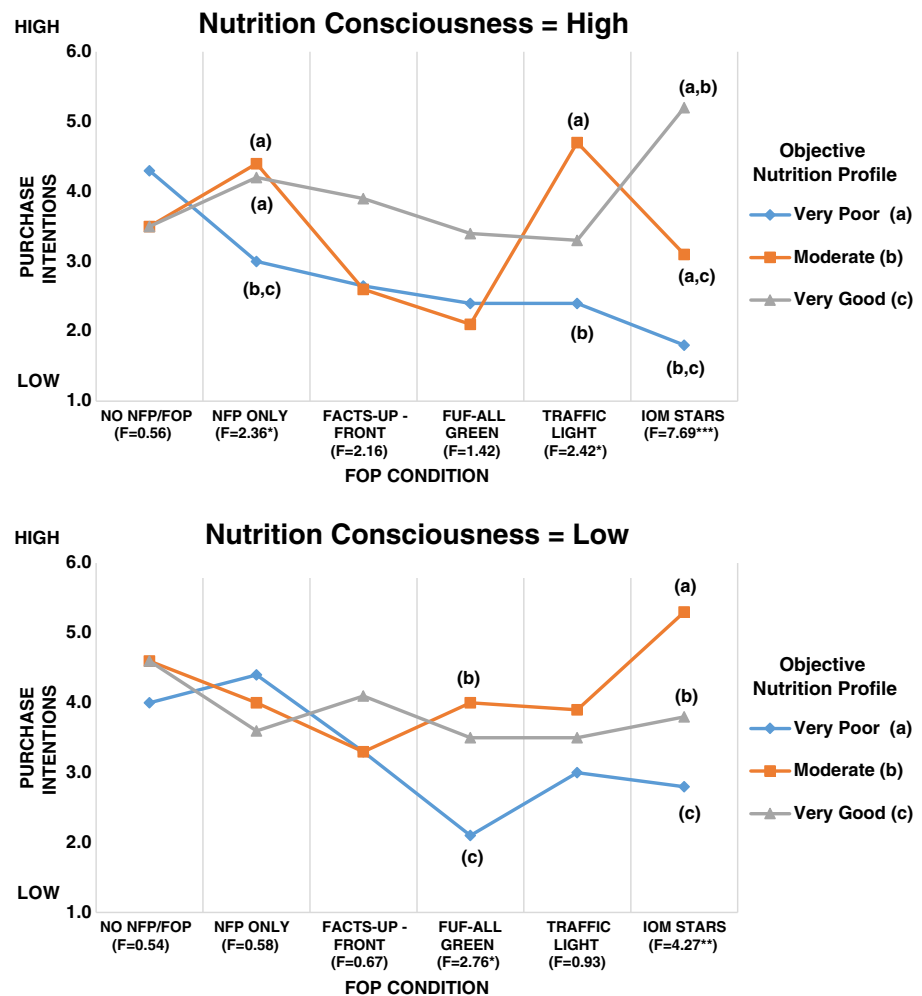 Nutrition Consciousness = High
HIGH
6.0
5.0
4.0
3.0
2.0
LOW
1.0
PURCHASE
INTENTIONS
(a)
(a)
(b,c)
(a)
(b)
(a,b)
(a,c)
(b,c)
Objective
Nutrition Profile
Very Poor (a)
Moderate (b)
Very Good (c)
NO NFP/FOP
(F=0.56)
NFP ONLY
(F=2.36*)
FACTS-UP -
FRONT
(F=2.16)
FUF-ALL
GREEN
(F=1.42)
TRAFFIC
LIGHT
(F=2.42*)
IOM STARS
(F=7.69***)
FOP CONDITION
Nutrition Consciousness = Low
HIGH
6.0
5.0
4.0
3.0
2.0
LOW
1.0
PURCHASE
INTENTIONS
(b)
(c)
(a)
(b)
(c)
Objective
Nutrition Profile
Very Poor (a)
Moderate (b)
Very Good (c)
NO NFP/FOP
(F=0.54)
NFP ONLY
(F=0.58)
FACTS-UP -
FRONT
(F=0.67)
FUF-ALL
GREEN
(F=2.76*)
TRAFFIC
LIGHT
(F=0.93)
IOM STARS
(F=4.27**)
FOP CONDITION